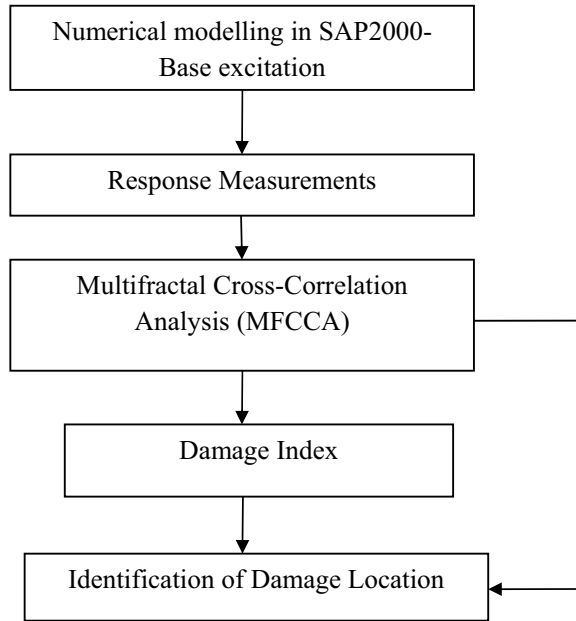 Numerical modelling in SAP2000-
Base excitation
Response Measurements
Multifractal Cross-Correlation
Analysis (MFCCA)
Damage Index
Identification of Damage Location